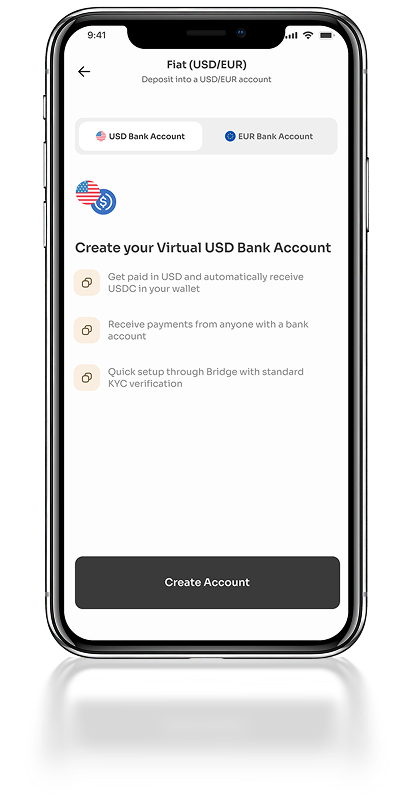 9:41
Fiat (USD/EUR)
Deposit into a USD/EUR account
USD Bank Account
EUR Bank Account
Create your Virtual USD Bank Account
Get paid in USD and automatically receive
USDC in your wallet
Receive payments from anyone with a bank
account
Quick setup through Bridge with standard
KYC verification
Create Account